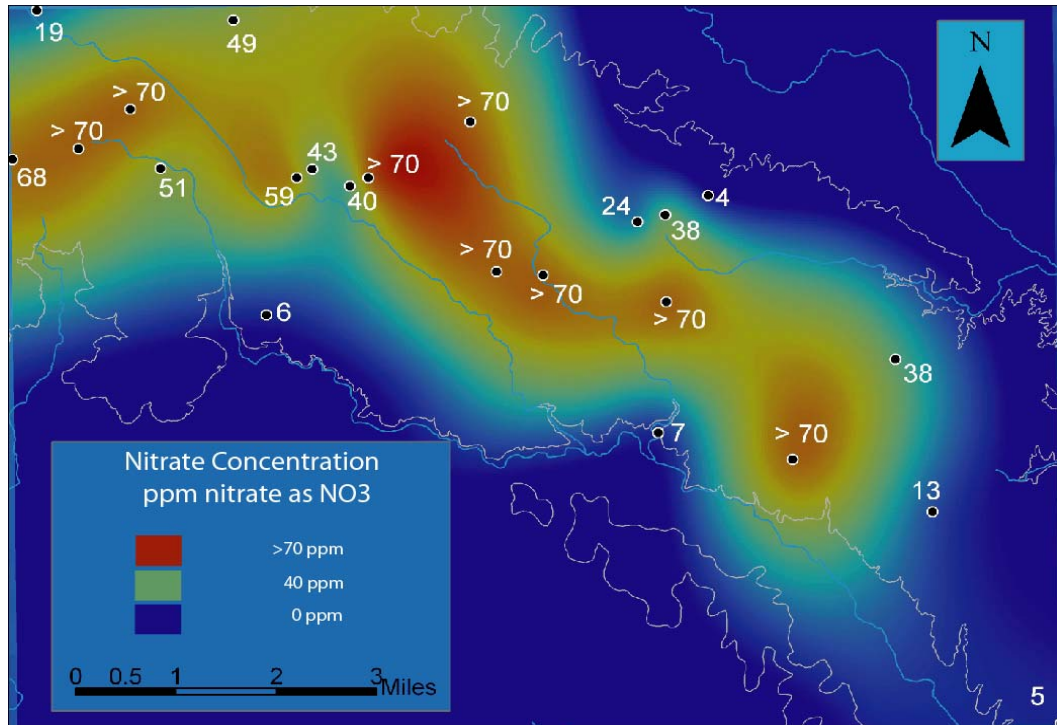 19
49
N
> 70
> 70
> 70
68
51
59
43
40
> 70
4
24
38
> 70
> 70
> 70
6
38
7
> 70
13
Nitrate Concentration
ppm nitrate as NO3
>70 ppm
40 ppm
0 ppm
0 0.5 1 2 3
Miles
5